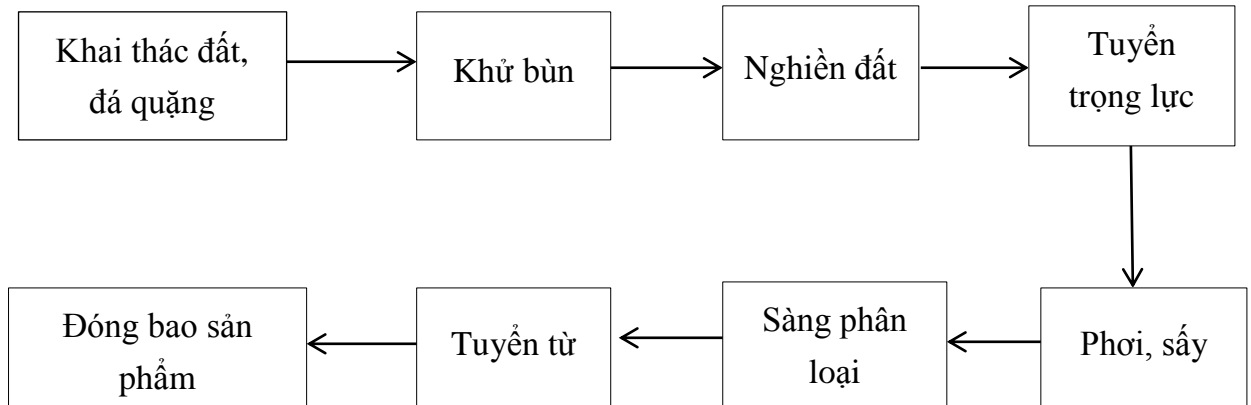 Khai thác đất,
đá quặng
Khử bùn
Nghiền đất
Tuyển
trọng lực
Phơi, sấy
Sàng phân
loại
Tuyển từ
Đóng bao sản
phẩm